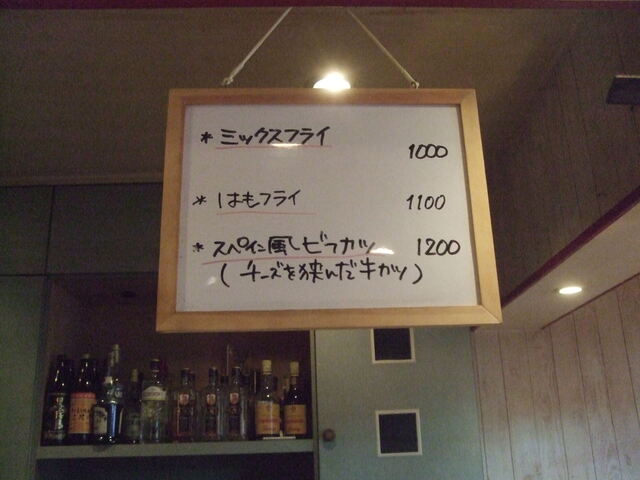 * ミックスフライ 1000
* はもフライ 1100
* スペイン風ビフカツ 1200
(チーズを狭んだ牛カツ)